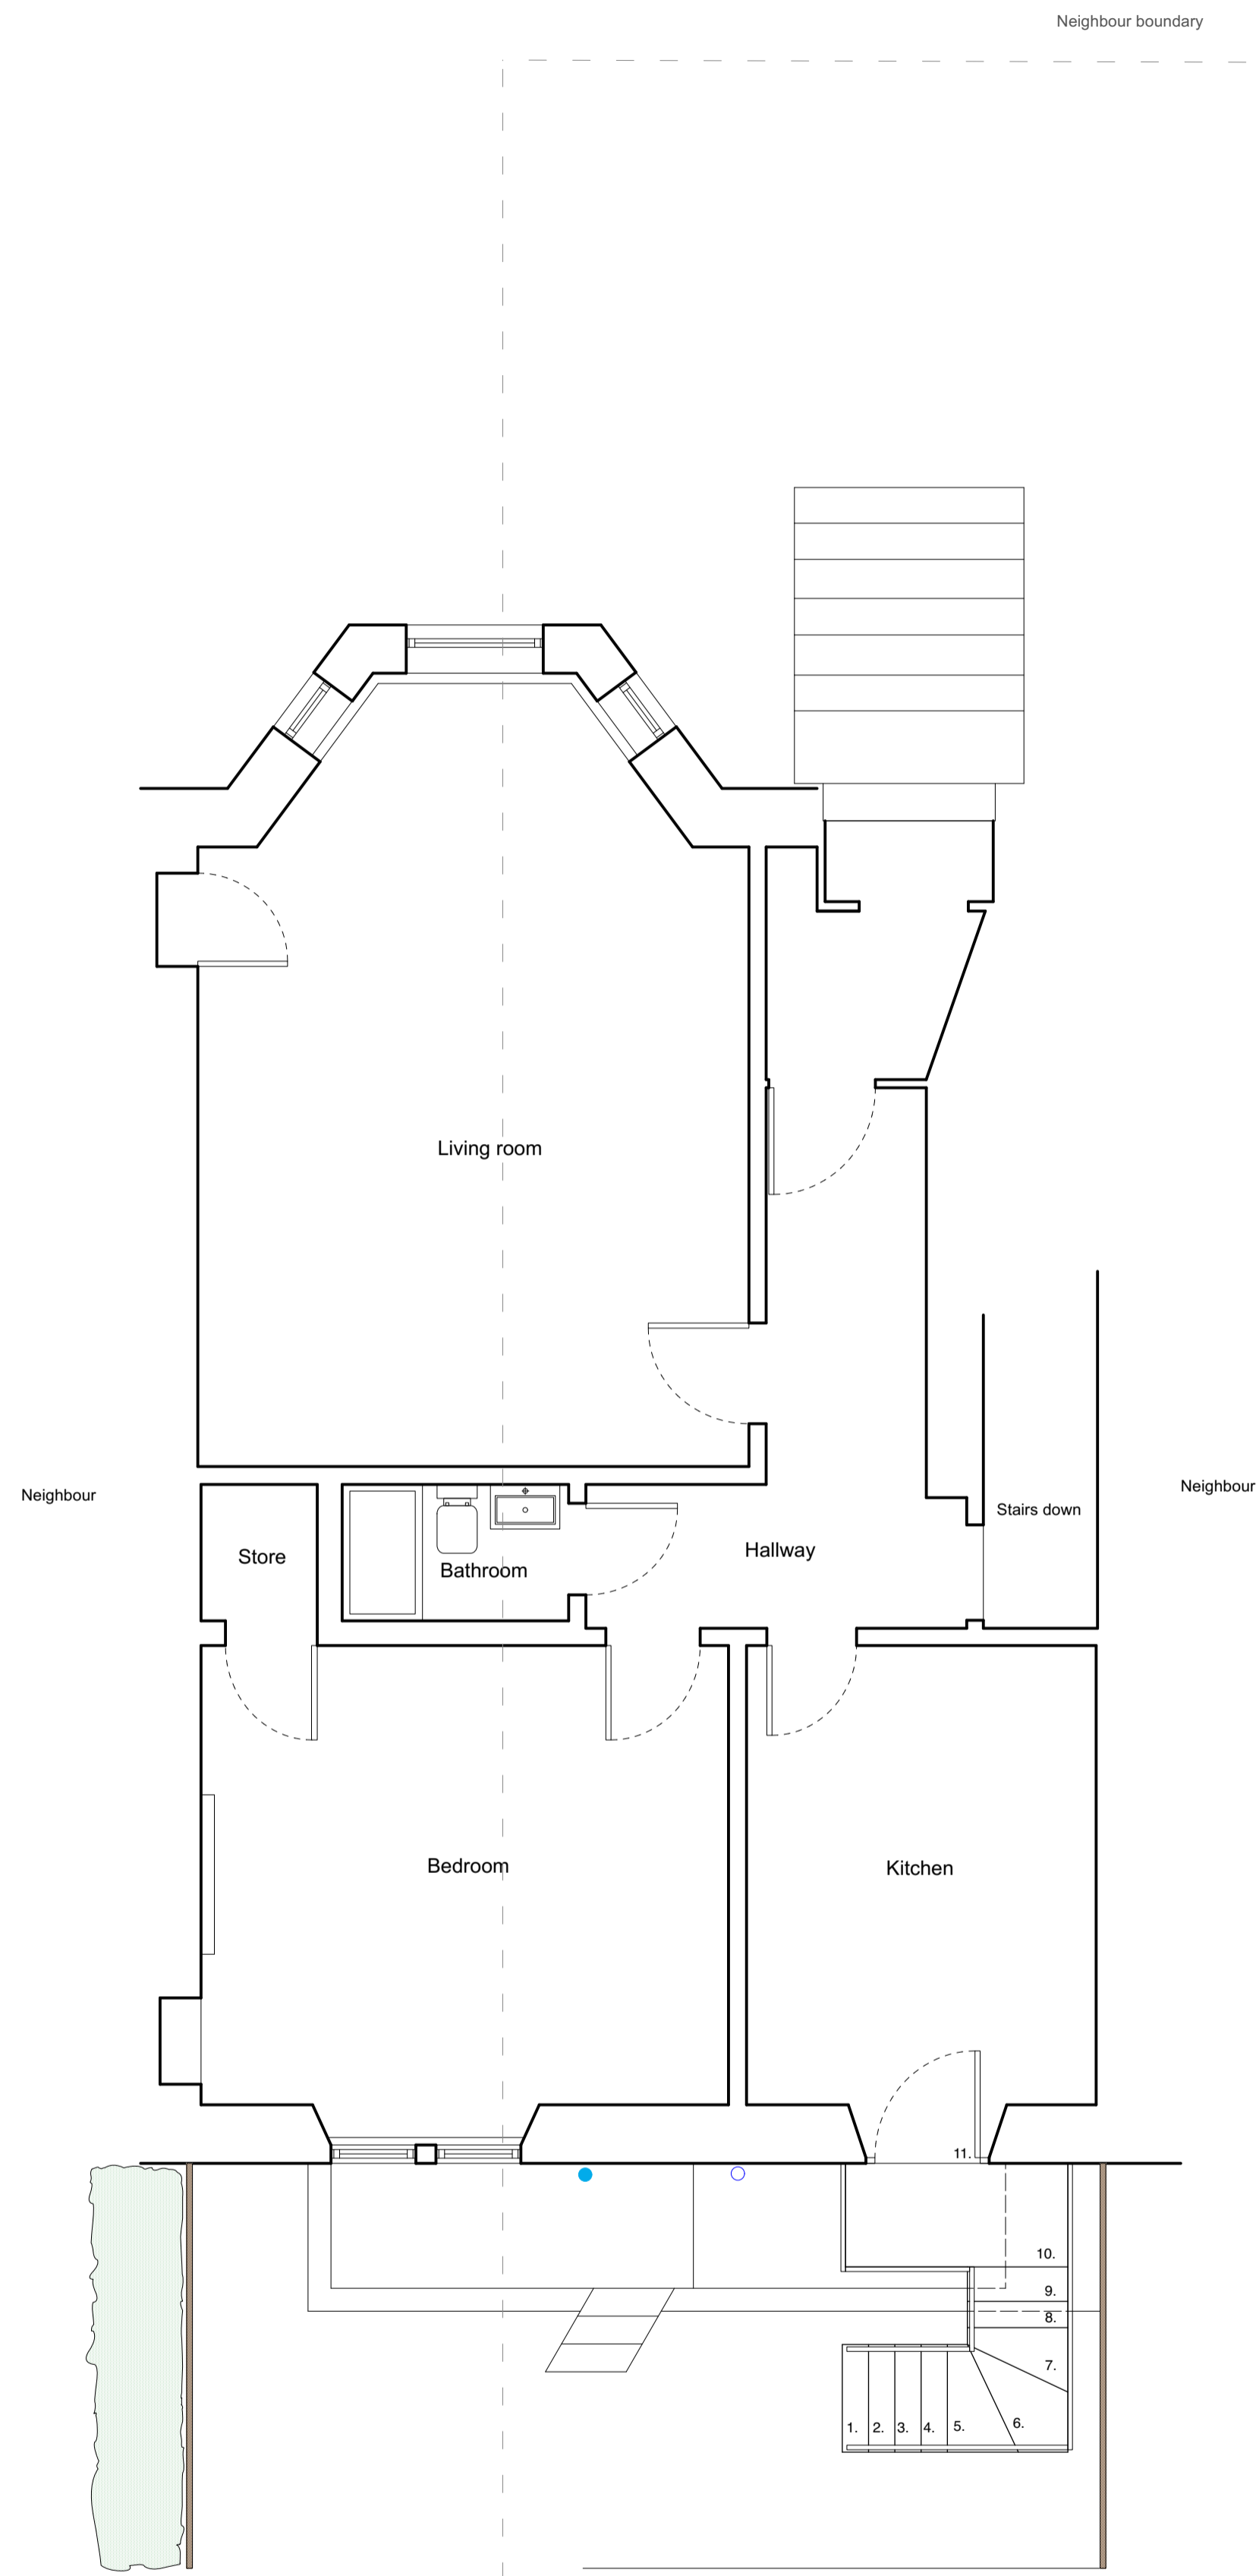 Neighbour boundary
Living room
Neighbour
Neighbour
Stairs down
Hallway
Store
Bathroom
Bedroom
Kitchen
11.
10.
9.
8.
7.
1. 2. 3. 4. 5. 6.